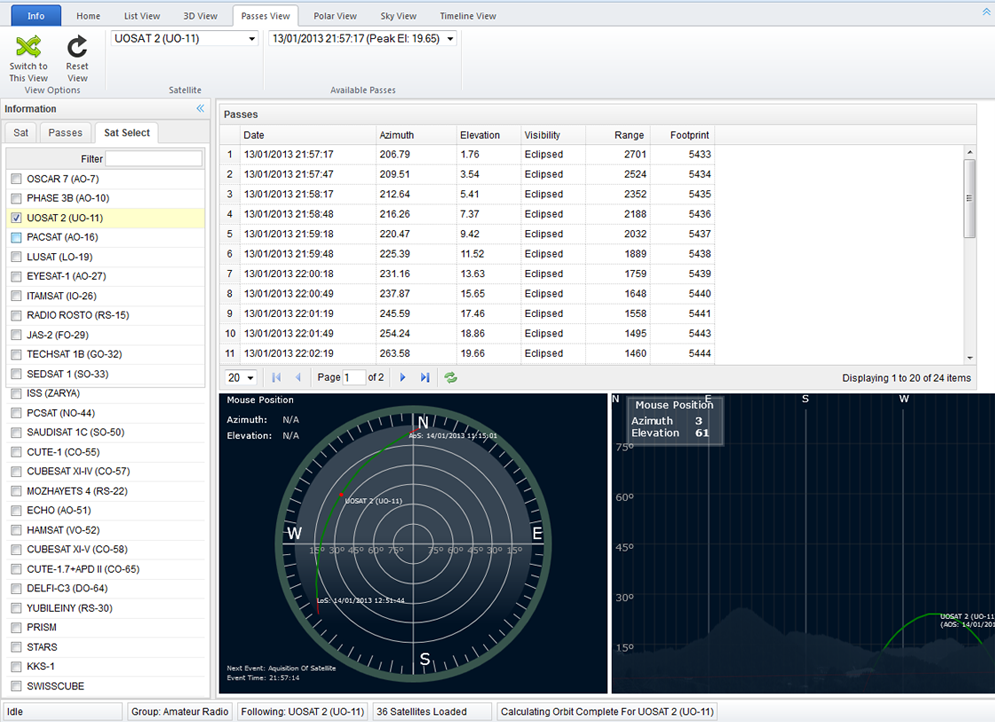 Info Home List View 3D View Passes View Polar View Sky View Timeline View
UOSAT 2 (UO-11) 13/01/2013 21:57:17 (Peak El: 19.65)
Switch to This View Reset View
View Options Satellite Available Passes
Information
Sat Passes Sat Select
Filter
OSCAR 7 (AO-7)
PHASE 3B (AO-10)
UOSAT 2 (UO-11)
PACSAT (AO-16)
LUSAT (LO-19)
EYESAT-1 (AO-27)
ITAMSAT (IO-26)
RADIO ROSTO (RS-15)
JAS-2 (FO-29)
TECHSAT 1B (GO-32)
SEDSAT 1 (SO-33)
ISS (ZARYA)
PCSAT (NO-44)
SAUDISAT 1C (SO-50)
CUTE-1 (CO-55)
CUBESAT XI-IV (CO-57)
MOZHAYETS 4 (RS-22)
ECHO (AO-51)
HAMSAT (VO-52)
CUBESAT XI-V (CO-58)
CUTE-1.7+APD II (CO-65)
DELFI-C3 (DO-64)
YUBILEINY (RS-30)
PRISM
STARS
KKS-1
SWISSCUBE
Passes
Date Azimuth Elevation Visibility Range Footprint
1 13/01/2013 21:57:17 206.79 1.76 Eclipsed 2701 5433
2 13/01/2013 21:57:47 209.51 3.54 Eclipsed 2524 5434
3 13/01/2013 21:58:17 212.64 5.41 Eclipsed 2352 5435
4 13/01/2013 21:58:48 216.26 7.37 Eclipsed 2188 5436
5 13/01/2013 21:59:18 220.47 9.42 Eclipsed 2032 5437
6 13/01/2013 21:59:48 225.39 11.52 Eclipsed 1889 5438
7 13/01/2013 22:00:18 231.16 13.63 Eclipsed 1759 5439
8 13/01/2013 22:00:49 237.87 15.65 Eclipsed 1648 5440
9 13/01/2013 22:01:19 245.59 17.46 Eclipsed 1558 5441
10 13/01/2013 22:01:49 254.24 18.86 Eclipsed 1495 5443
11 13/01/2013 22:02:19 263.58 19.66 Eclipsed 1460 5444
20 Page 1 of 2 Displaying 1 to 20 of 24 items
Mouse Position
Azimuth: N/A
Elevation: N/A
N
AoS: 14/01/2013 11:15:01
UOSAT 2 (UO-11)
W E
15º 30º 45º 60º 75º 75º 60º 45º 30º 15º
LoS: 14/01/2013 12:51:44
S
Next Event: Aquisition Of Satellite
Event Time: 21:57:14
N E S W
Mouse Position
Azimuth 3
Elevation 61
75º
60º
45º
30º
15º
UOSAT 2 (UO-11
(AOS: 14/01/201
Idle Group: Amateur Radio Following: UOSAT 2 (UO-11) 36 Satellites Loaded Calculating Orbit Complete For UOSAT 2 (UO-11)